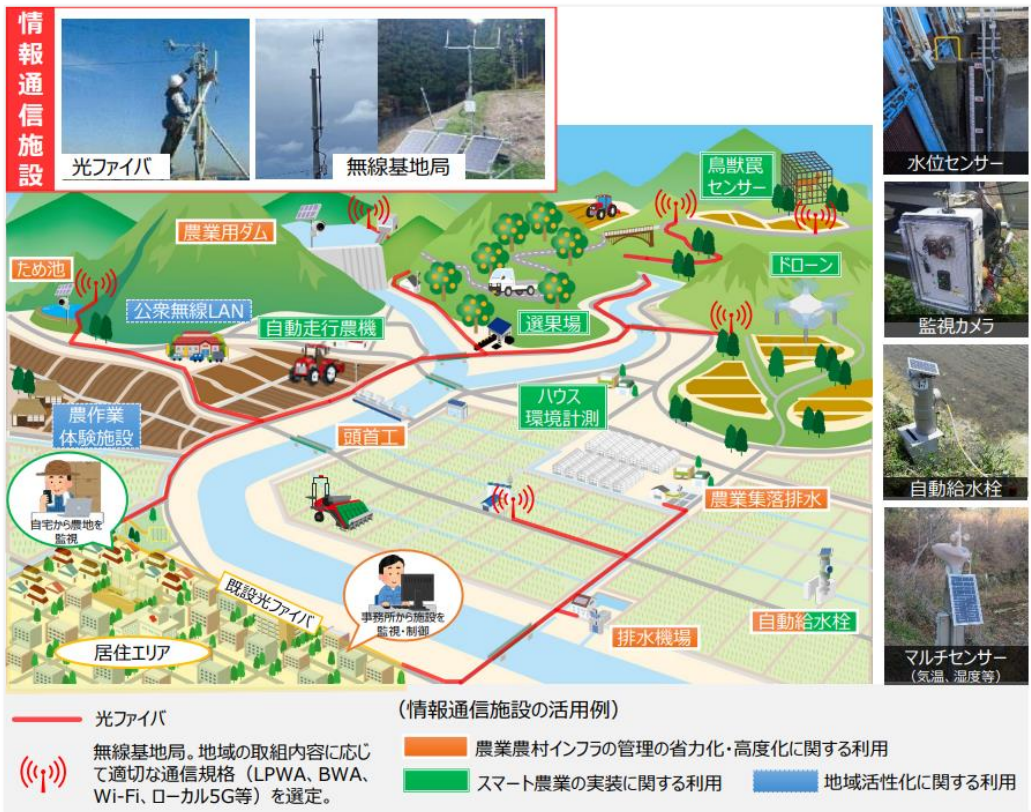 情報通信施設
光ファイバ
無線基地局
水位センサー
鳥獣罠
センサー
農業用ダム
ため池
ドローン
公衆無線LAN
監視カメラ
自動走行農機
選果場
ハウス
環境計測
農作業
体験施設
頭首工
自宅から農地を
監視
農業集落排水
自動給水栓
既設光ファイバ
事務所から施設を
監視・制御
自動給水栓
排水機場
居住エリア
マルチセンサー
(気温、湿度等)
光ファイバ
(情報通信施設の活用例)
無線基地局。地域の取組内容に応じ
て適切な通信規格(LPWA、BWA、
Wi-Fi、ローカル5G等)を選定。
農業農村インフラの管理の省力化・高度化に関する利用
スマート農業の実装に関する利用
地域活性化に関する利用